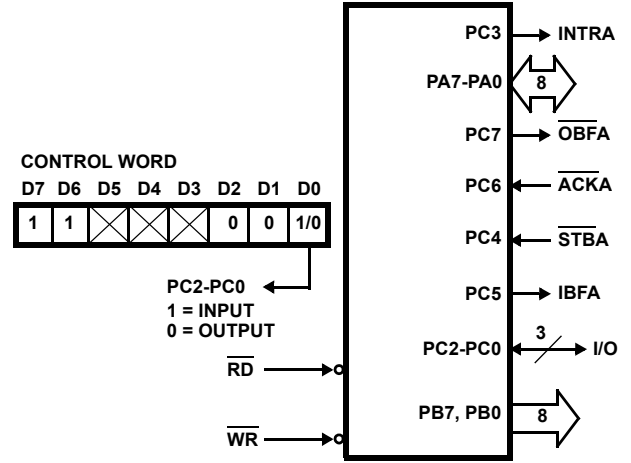 CONTROL WORD
D7 D6 D5 D4 D3 D2 D1 D0
1 1 0 0 1/0
PC2-PC0
1 = INPUT
0 = OUTPUT
RD
WR
PC3 INTRA
PA7-PA0 8
PC7 OBFA
PC6 ACKA
PC4 STBA
PC5 IBFA
PC2-PC0 3 I/O
PB7, PB0 8